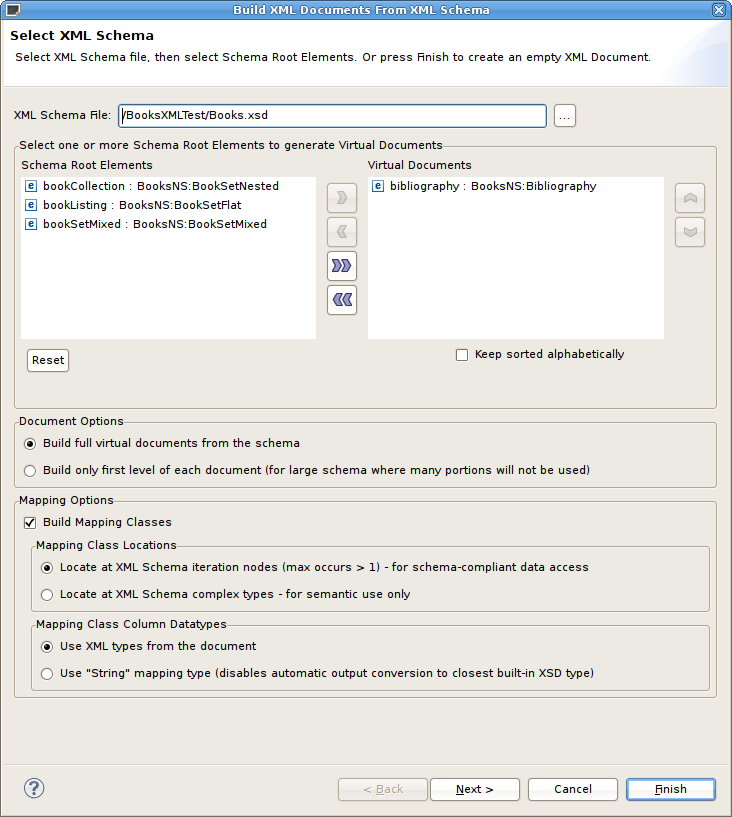 Build XML Documents From XML Schema
Select XML Schema
Select XML Schema file, then select Schema Root Elements. Or press Finish to create an empty XML Document.
XML Schema File: /BooksXMLTest/Books.xsd ...
Select one or more Schema Root Elements to generate Virtual Documents
Schema Root Elements Virtual Documents
e bookCollection : BooksNS:BookSetNested e bibliography : BooksNS:Bibliography
e bookListing : BooksNS:BookSetFlat
e bookSetMixed : BooksNS:BookSetMixed
Reset Keep sorted alphabetically
Document Options
Build full virtual documents from the schema
Build only first level of each document (for large schema where many portions will not be used)
Mapping Options
Build Mapping Classes
Mapping Class Locations
Locate at XML Schema iteration nodes (max occurs > 1) - for schema-compliant data access
Locate at XML Schema complex types - for semantic use only
Mapping Class Column Datatypes
Use XML types from the document
Use "String" mapping type (disables automatic output conversion to closest built-in XSD type)
? < Back Next > Cancel Finish